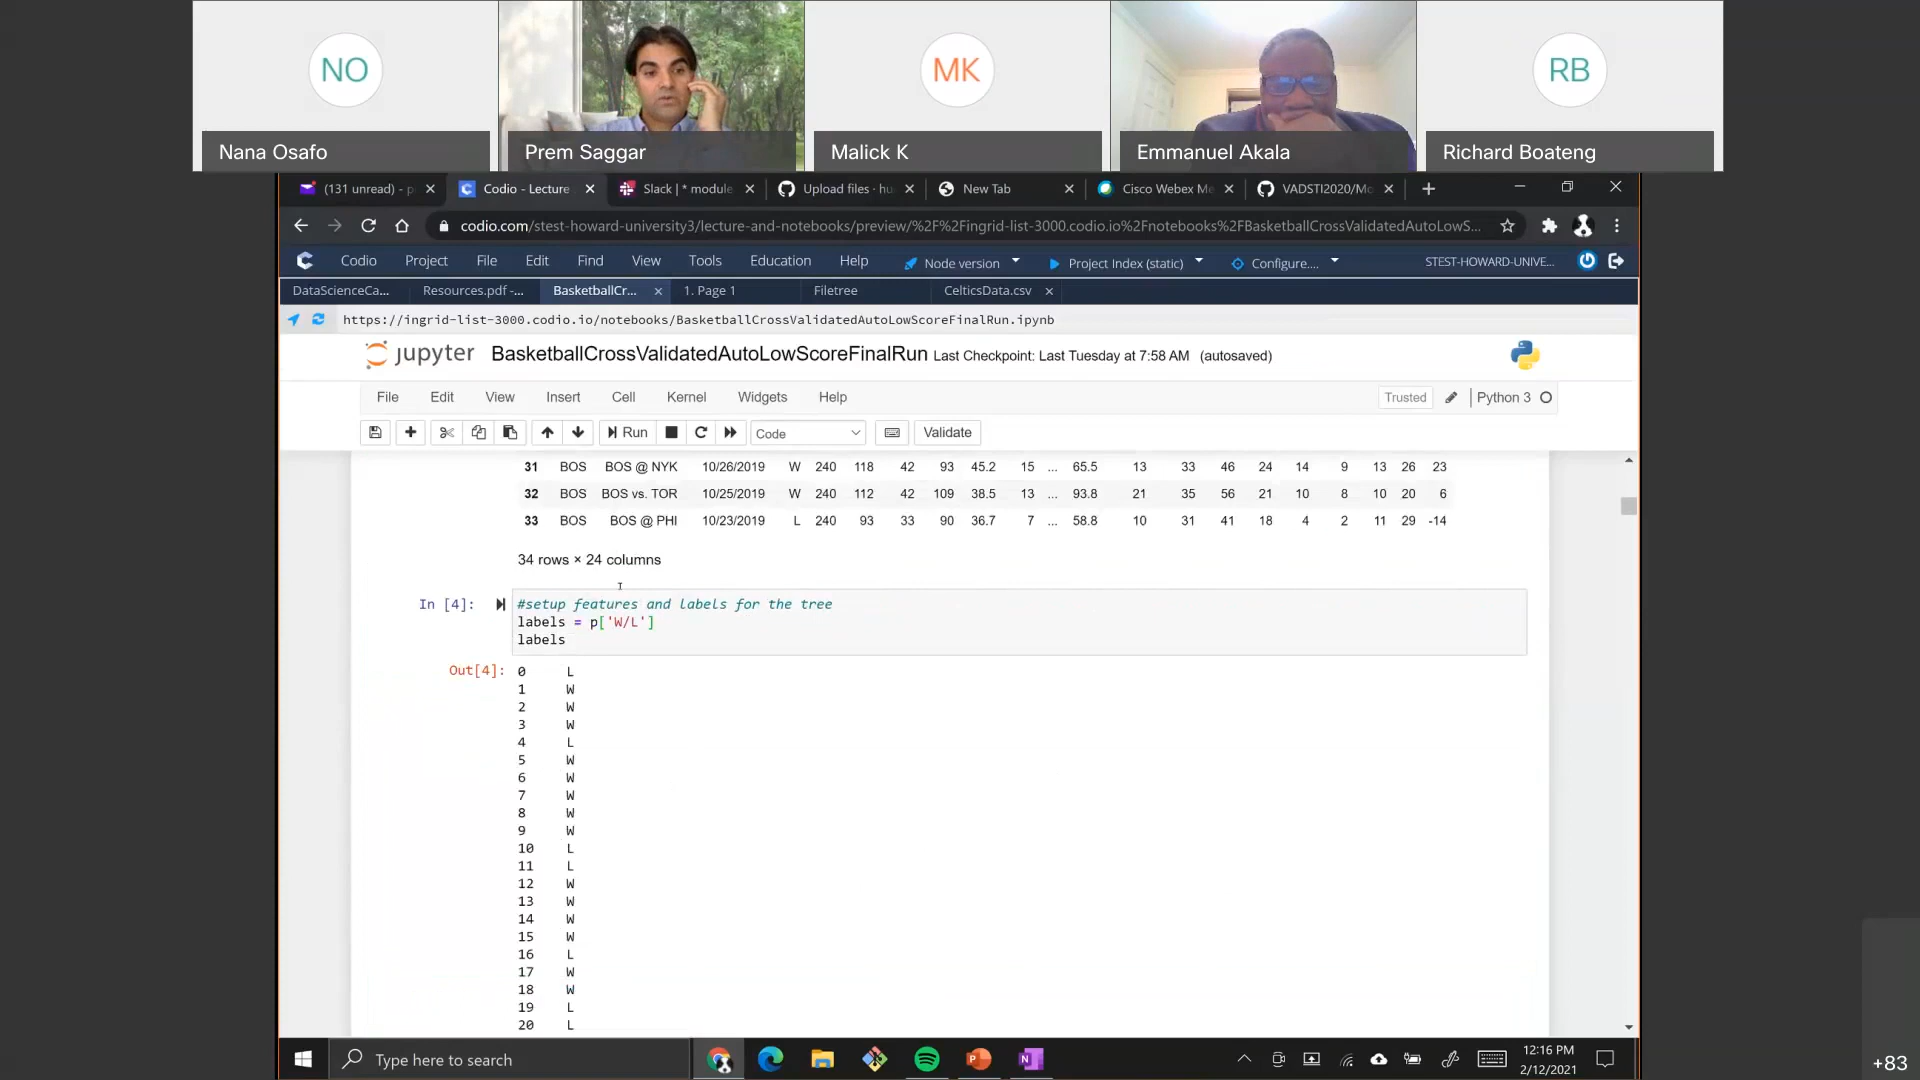 NO
MK
RB
Nana Osafo
Prem Saggar
Malick K
Emmanuel Akala
Richard Boateng
(131 unread) - p
Codio - Lecture
Slack | * module
Upload files · hu
New Tab
Cisco Webex Me
VADSTI2020/Mo
codio.com/stest-howard-university3/lecture-and-notebooks/preview/%2F%2Fingrid-list-3000.codio.io%2Fnotebooks%2FBasketballCrossValidatedAutoLowS...
Codio Project File Edit Find View Tools Education Help Node version Project Index (static) Configure.... STEST-HOWARD-UNIVE...
DataScienceCa... Resources.pdf -... BasketballCr... 1. Page 1 Filetree CelticsData.csv
https://ingrid-list-3000.codio.io/notebooks/BasketballCrossValidatedAutoLowScoreFinalRun.ipynb
jupyter BasketballCrossValidatedAutoLowScoreFinalRun Last Checkpoint: Last Tuesday at 7:58 AM (autosaved)
File Edit View Insert Cell Kernel Widgets Help Trusted Python 3
Run Code Validate
31 BOS BOS @ NYK 10/26/2019 W 240 118 42 93 45.2 15 ... 65.5 13 33 46 24 14 9 13 26 23
32 BOS BOS vs. TOR 10/25/2019 W 240 112 42 109 38.5 13 ... 93.8 21 35 56 21 10 8 10 20 6
33 BOS BOS @ PHI 10/23/2019 L 240 93 33 90 36.7 7 ... 58.8 10 31 41 18 4 2 11 29 -14
34 rows × 24 columns
In [4]: #setup features and labels for the tree
labels = p['W/L']
labels
Out[4]: 0 L
1 W
2 W
3 W
4 L
5 W
6 W
7 W
8 W
9 W
10 L
11 L
12 W
13 W
14 W
15 W
16 L
17 W
18 W
19 L
20 L
Type here to search
12:16 PM
2/12/2021
+83